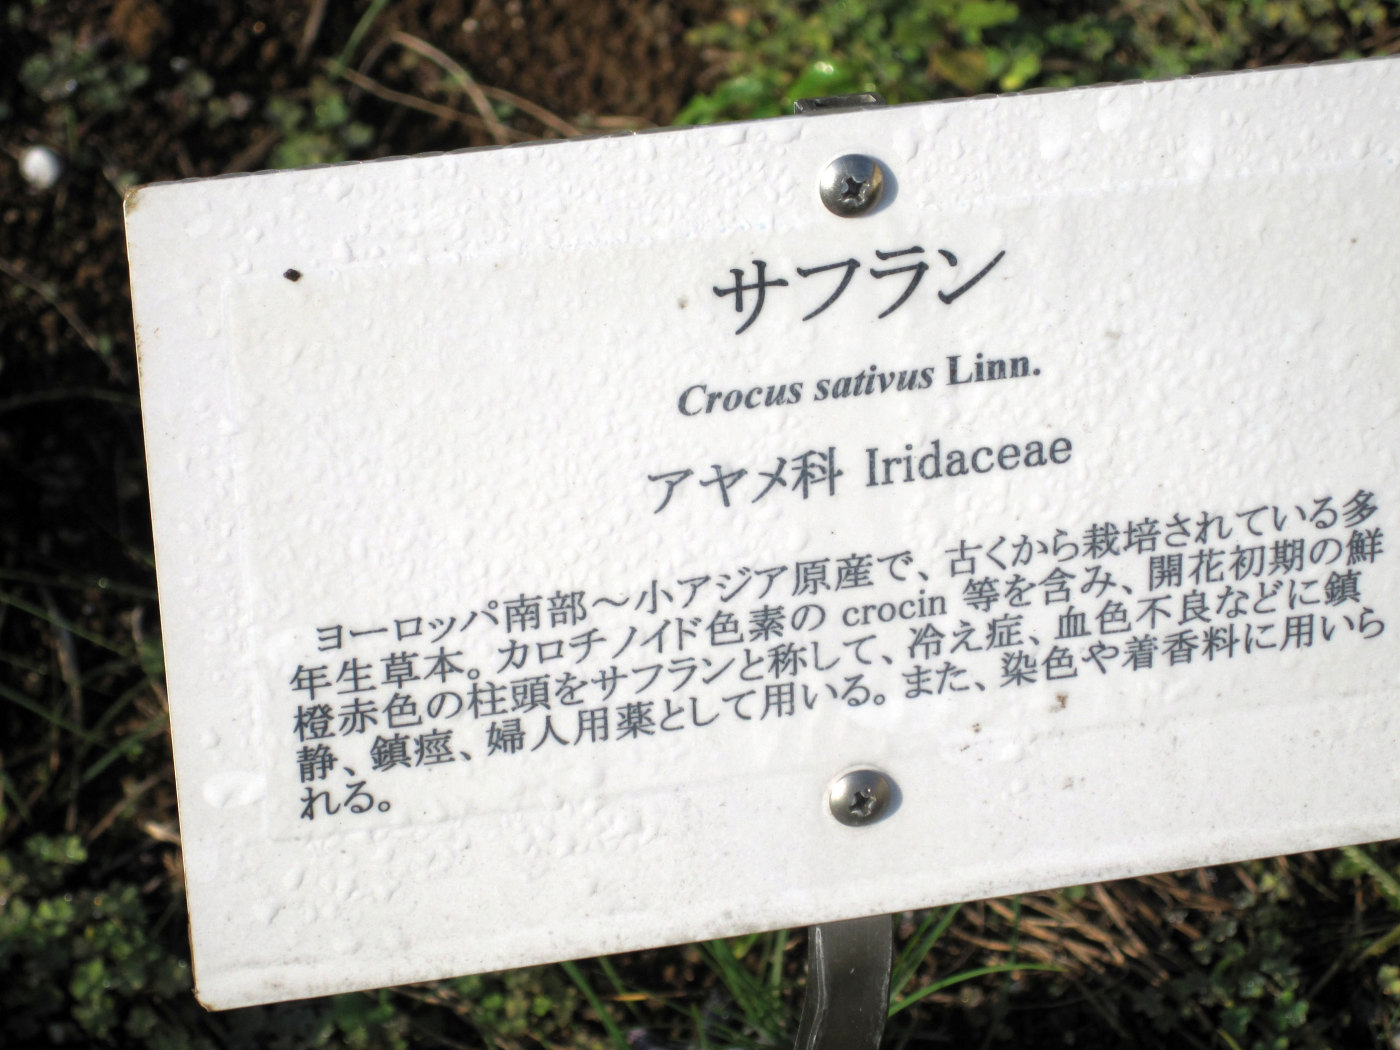 サフラン
Crocus sativus Linn.
アヤメ科 Iridaceae
ヨーロッパ南部～小アジア原産で、古くから栽培されている多
年生草本。カロチノイド色素の crocin 等を含み、開花初期の鮮
橙赤色の柱頭をサフランと称して、冷え症、血色不良などに鎮
静、鎮痙、婦人用薬として用いる。また、染色や着香料に用いら
れる。